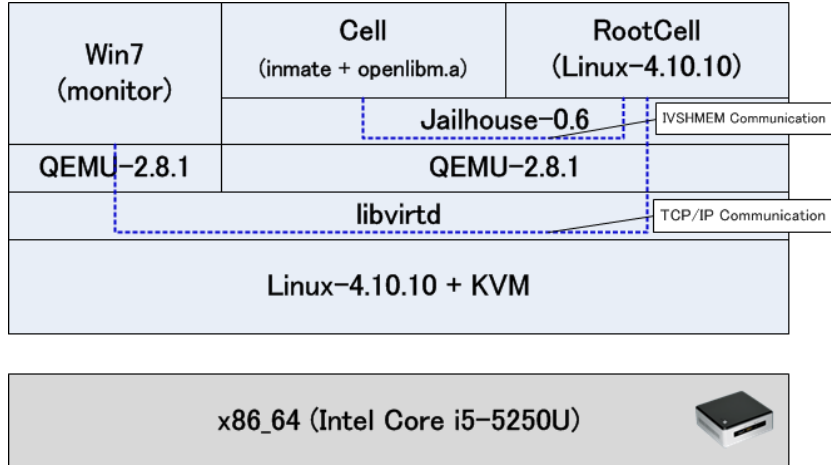 Win7
(monitor)
Cell
(inmate + openlibm.a)
RootCell
(Linux-4.10.10)
Jailhouse-0.6
IVSHMEM Communication
QEMU-2.8.1
QEMU-2.8.1
libvirtd
TCP/IP Communication
Linux-4.10.10 + KVM
x86_64 (Intel Core i5-5250U)